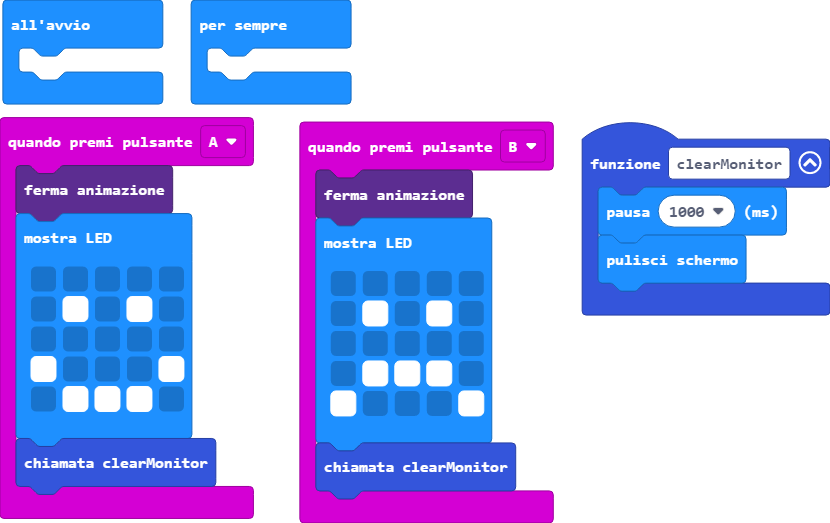 all'avvio
per sempre
quando premi pulsante A
ferma animazione
mostra LED
chiamata clearMonitor
quando premi pulsante B
ferma animazione
mostra LED
chiamata clearMonitor
funzione clearMonitor
pausa 1000 (ms)
pulisci schermo